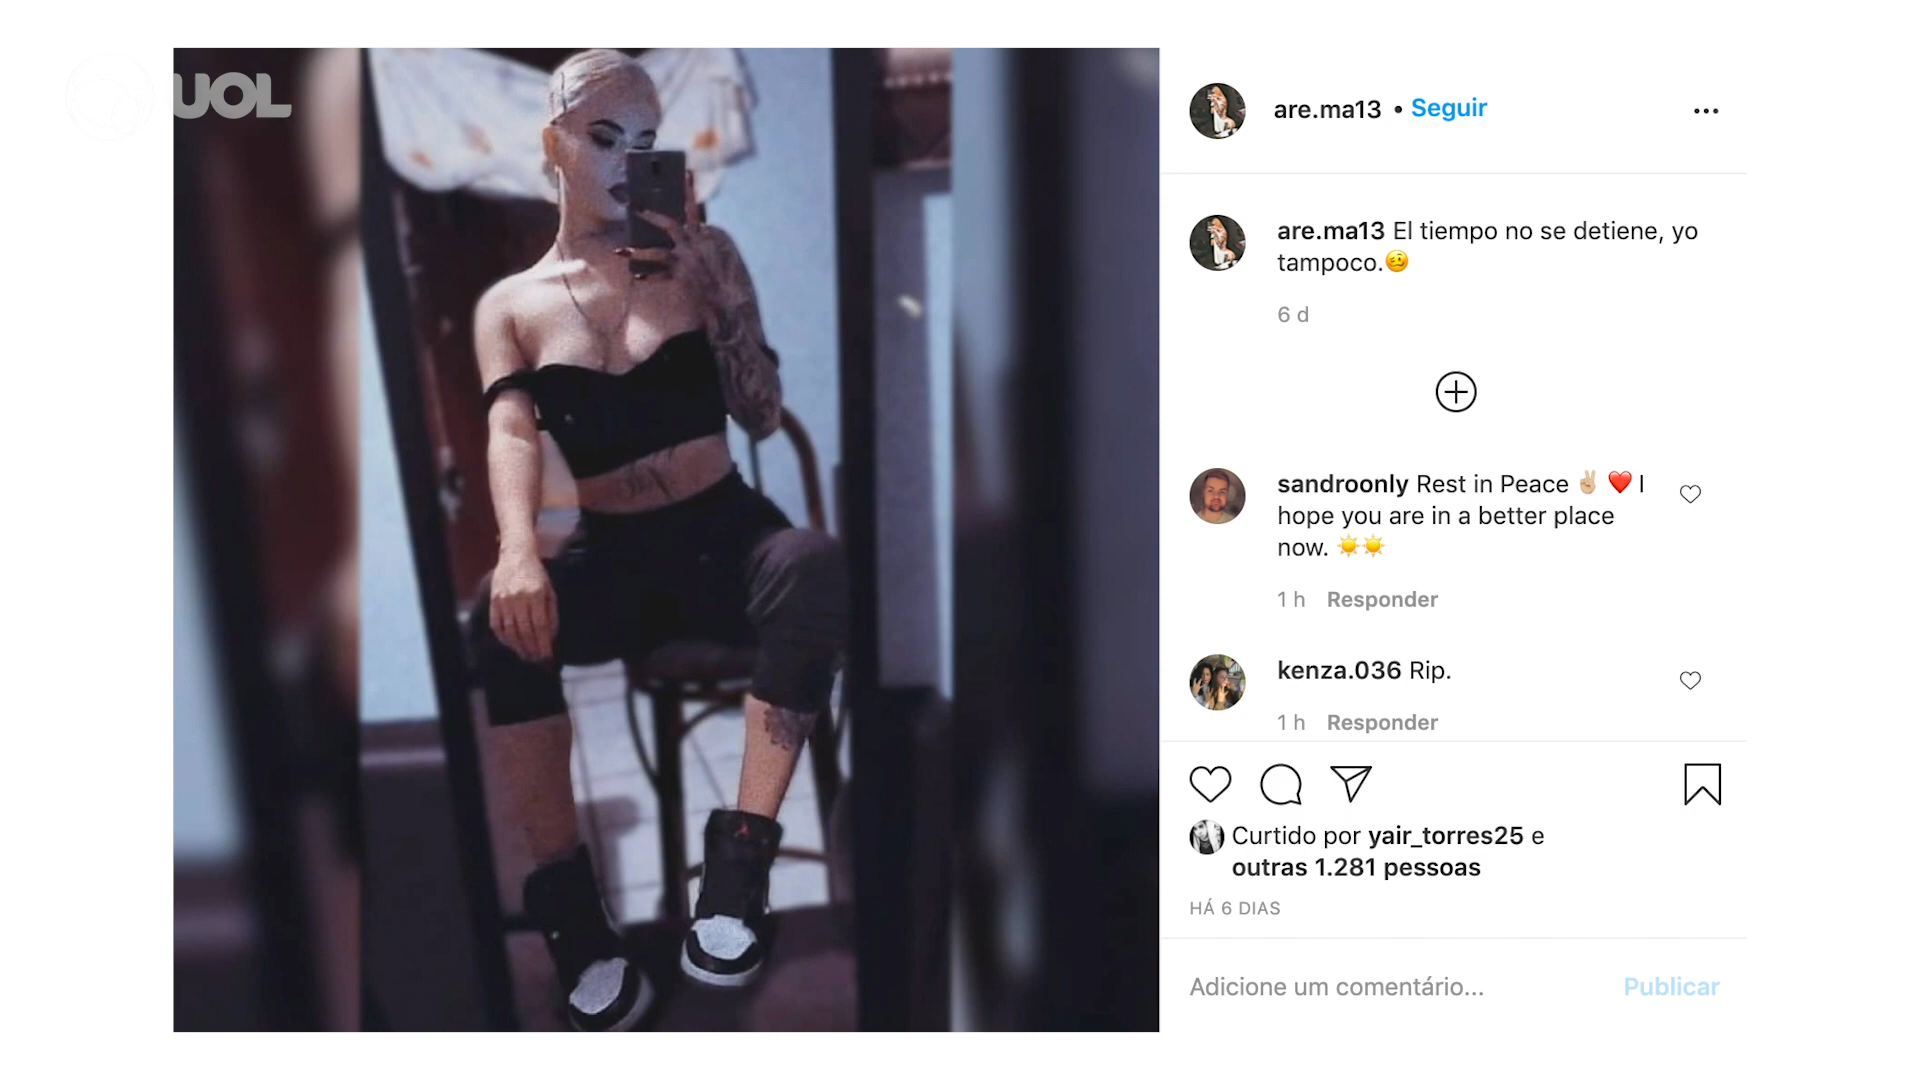 UOL
are.ma13 • Seguir
are.ma13 El tiempo no se detiene, yo
tampoco.🥴
6 d
sandroonly Rest in Peace ✌🏼 ❤️ I
hope you are in a better place
now. ☀️☀️
1 h Responder
kenza.036 Rip.
1 h Responder
Curtido por yair_torres25 e
outras 1.281 pessoas
HÁ 6 DIAS
Adicione um comentário... Publicar